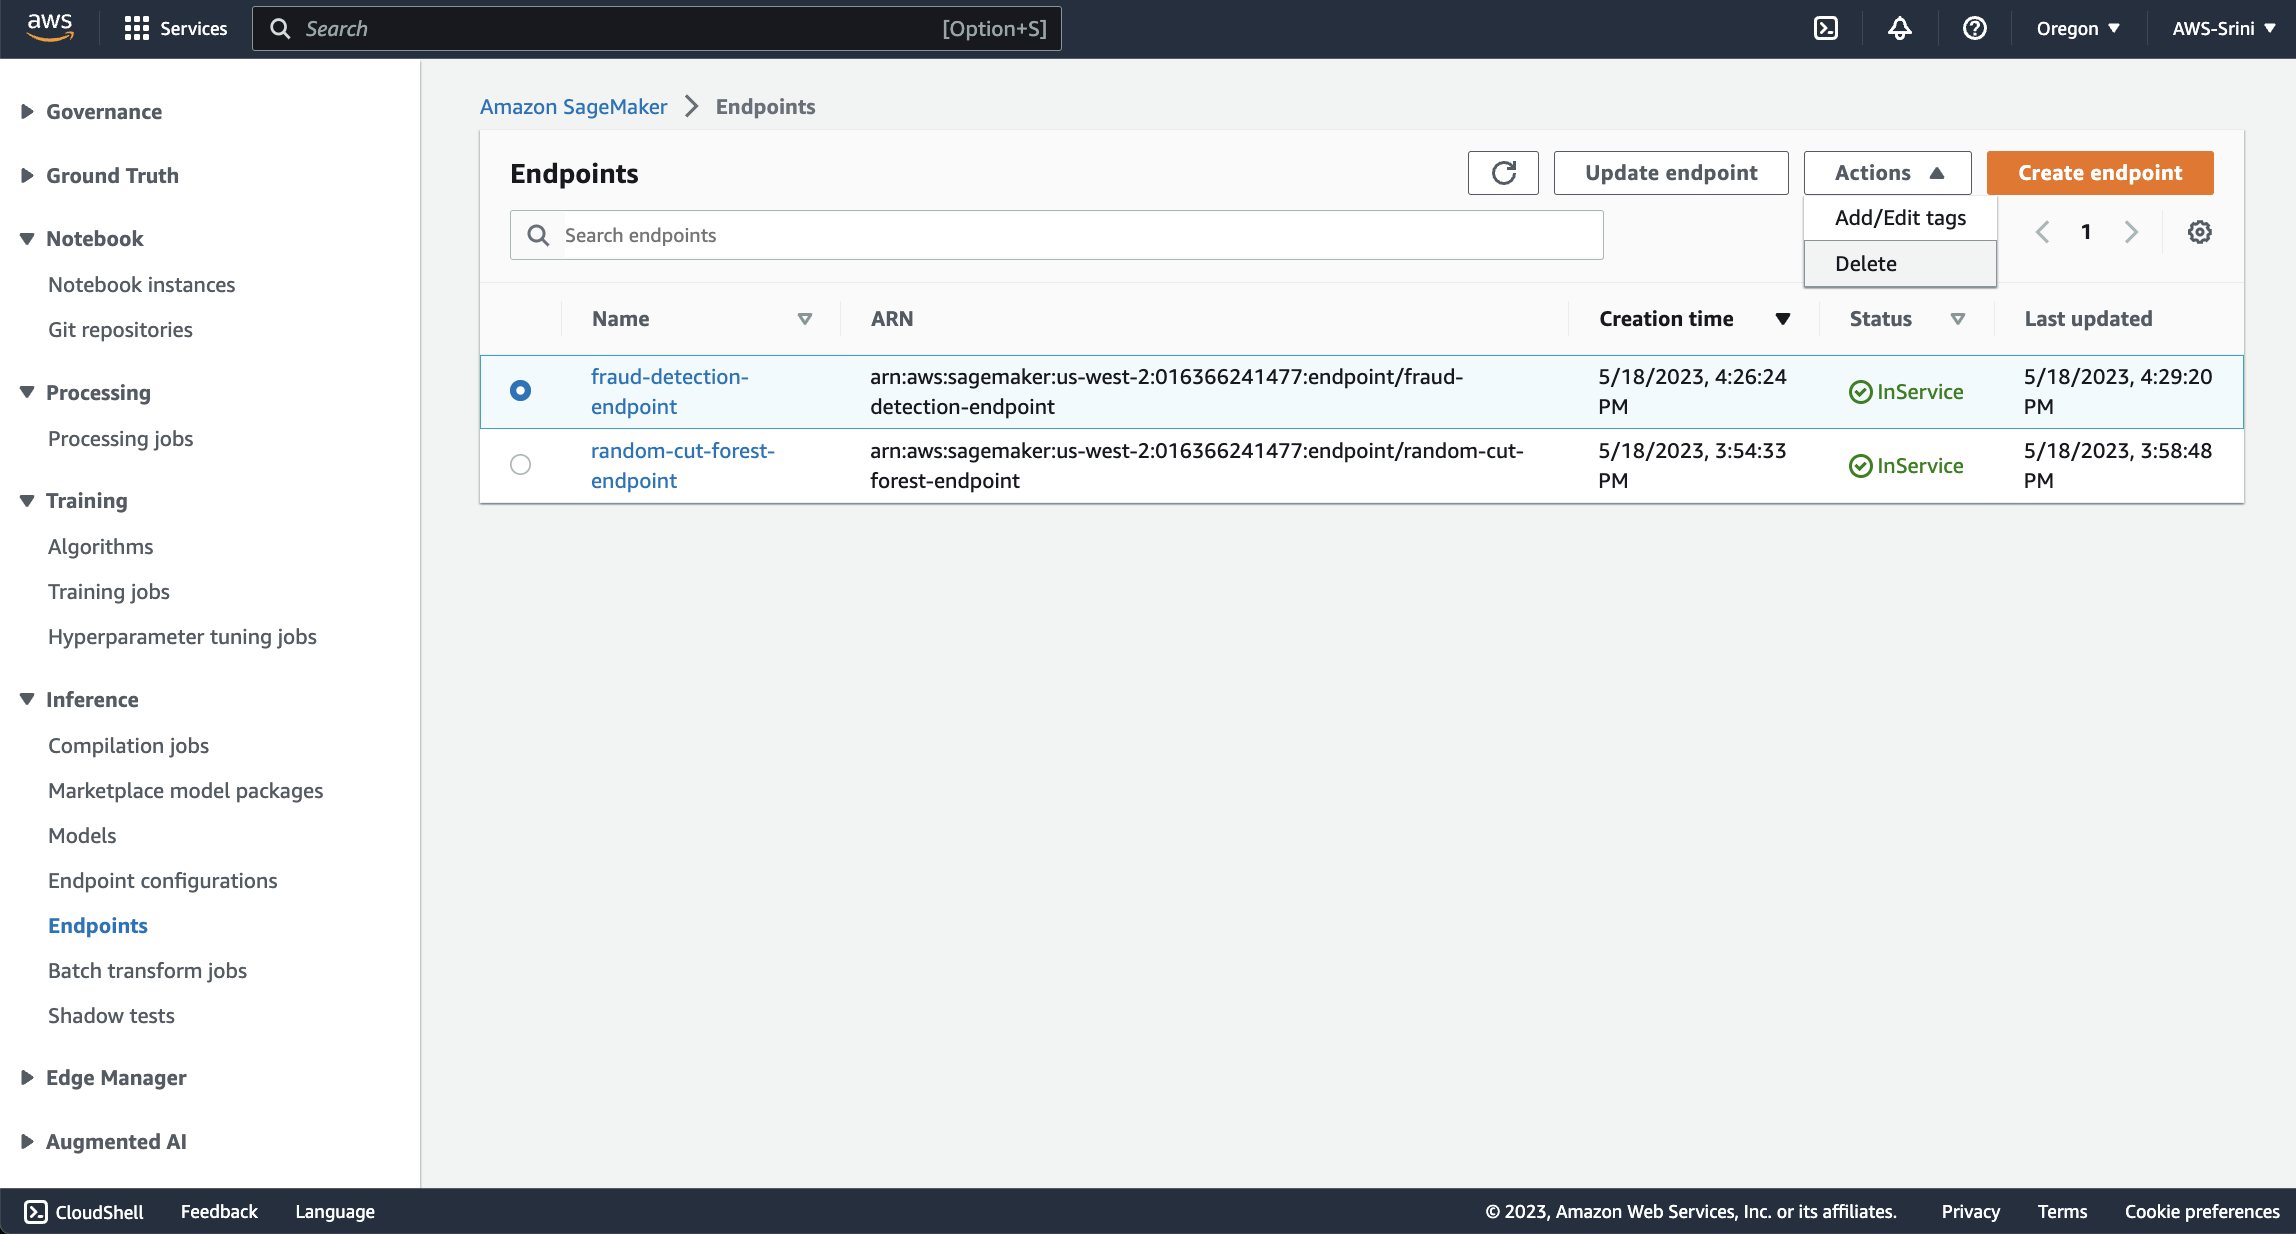 aws
Services
Search
[Option+S]
Oregon
AWS-Srini
Governance
Ground Truth
Notebook
Notebook instances
Git repositories
Processing
Processing jobs
Training
Algorithms
Training jobs
Hyperparameter tuning jobs
Inference
Compilation jobs
Marketplace model packages
Models
Endpoint configurations
Endpoints
Batch transform jobs
Shadow tests
Edge Manager
Augmented AI
Amazon SageMaker
Endpoints
Endpoints
Update endpoint
Actions
Create endpoint
Add/Edit tags
Delete
Search endpoints
1
Name
ARN
Creation time
Status
Last updated
fraud-detection-
endpoint
arn:aws:sagemaker:us-west-2:016366241477:endpoint/fraud-
detection-endpoint
5/18/2023, 4:26:24
PM
InService
5/18/2023, 4:29:20
PM
random-cut-forest-
endpoint
arn:aws:sagemaker:us-west-2:016366241477:endpoint/random-cut-
forest-endpoint
5/18/2023, 3:54:33
PM
InService
5/18/2023, 3:58:48
PM
CloudShell
Feedback
Language
© 2023, Amazon Web Services, Inc. or its affiliates.
Privacy
Terms
Cookie preferences